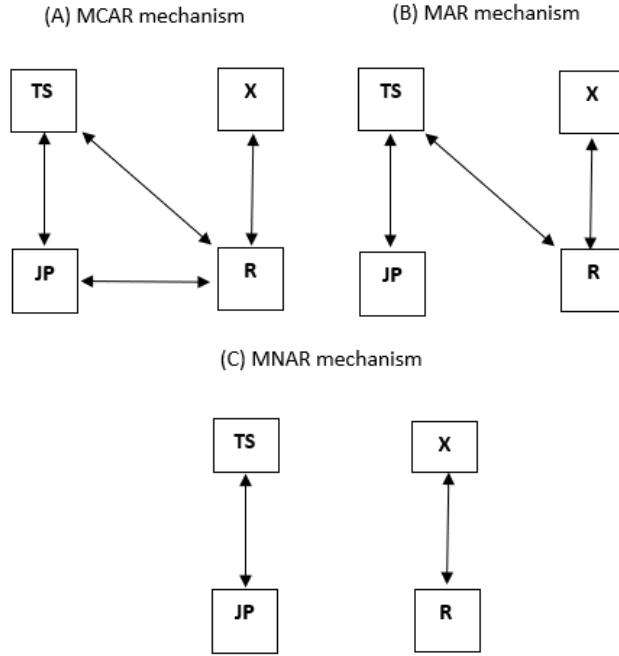 (A) MCAR mechanism
(B) MAR mechanism
TS
X
TS
X
JP
R
JP
R
(C) MNAR mechanism
TS
X
JP
R